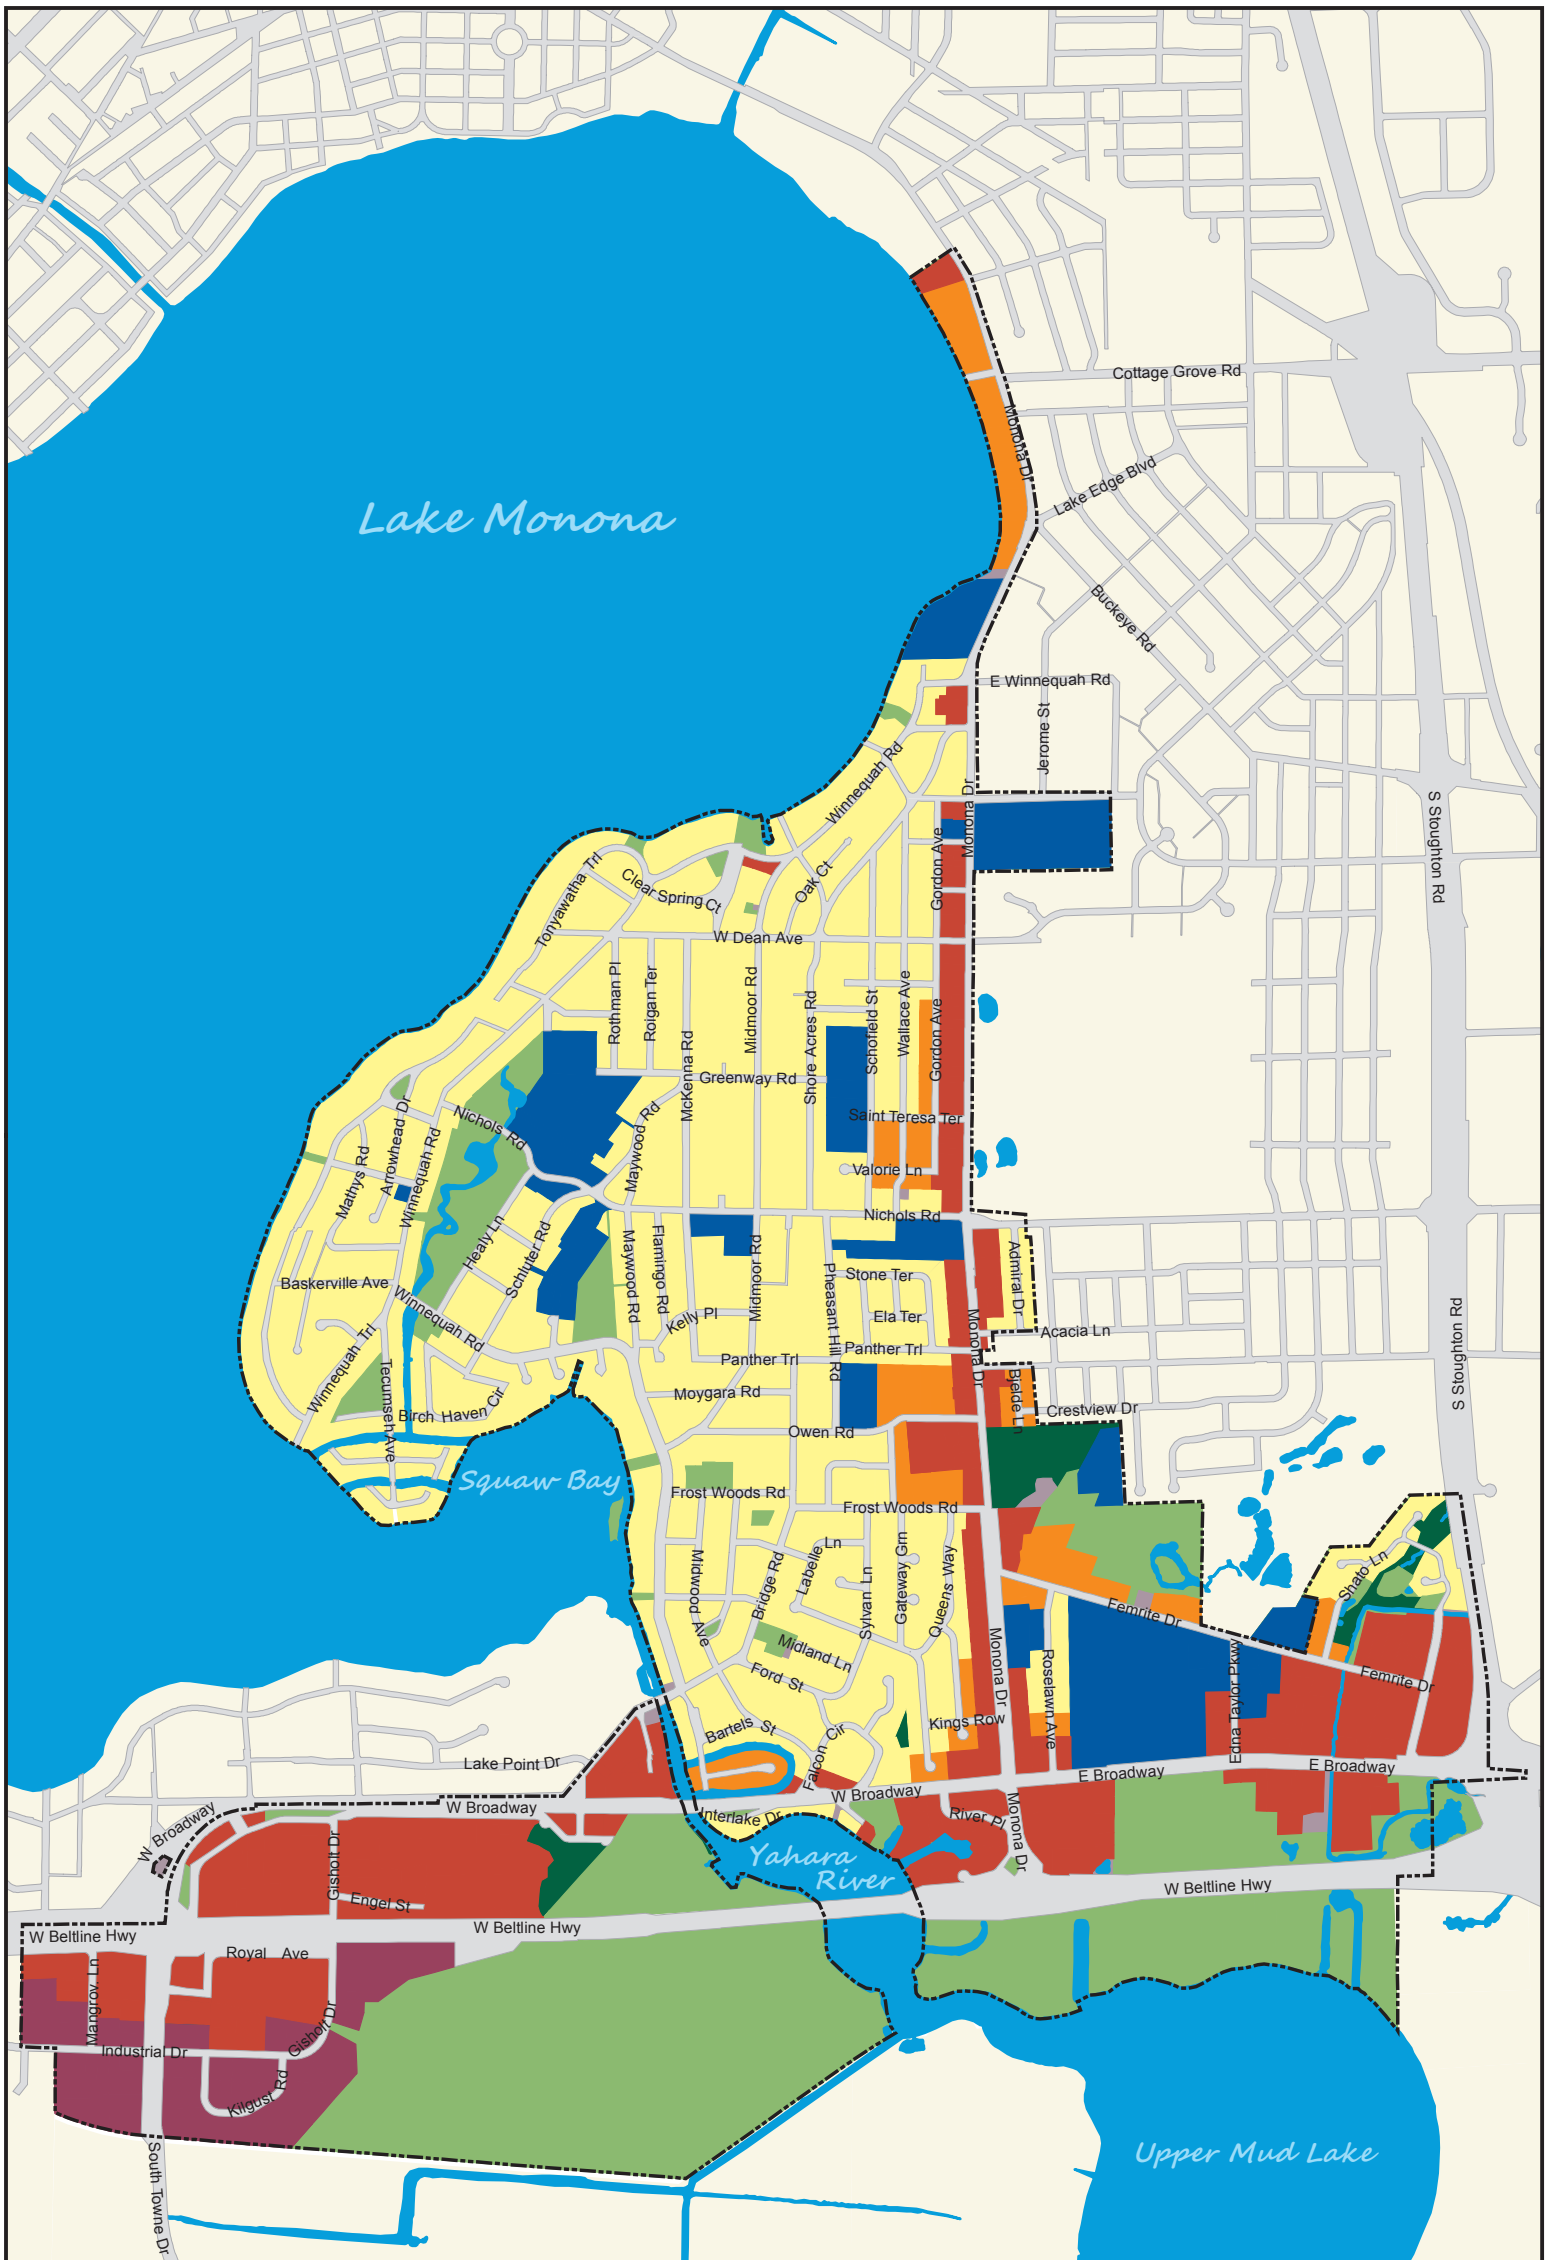 Cottage Grove Rd
Monona Dr
Lake Edge Blvd
Lake Monona
Buckeye Rd
E Winnequah Rd
Jerome St
Winnequah Rd
Monona Dr
S Stoughton Rd
Gordon Ave
Tonyawatha Trl
Clear Spring Ct
Oak Ct
W Dean Ave
Rothman Pl
Roigan Ter
Midmoor Rd
Shore Acres Rd
Schofield St
Wallace Ave
Gordon Ave
McKenna Rd
Greenway Rd
Nichols Rd
Arrowhead Dr
Maywood Rd
Saint Teresa Ter
Mathys Rd
Winnequah Rd
Valorie Ln
Nichols Rd
Healy Ln
Schluter Rd
Maywood Rd
Flamingo Rd
Midmoor Rd
Pheasant Hill Rd
Stone Ter
Admiral Dr
Baskerville Ave
Winnequah Rd
Kelly Pl
Ela Ter
Acacia Ln
Monona Dr
S Stoughton Rd
Winnequah Trl
Tecumseh Ave
Panther Trl
Panther Trl
Moygara Rd
Bjelde Ln
Crestview Dr
Birch Haven Cir
Owen Rd
Squaw Bay
Frost Woods Rd
Frost Woods Rd
Midwood Ave
Bridge Rd
Labelle Ln
Sylvan Ln
Gateway Grn
Queens Way
Shato Ln
Femrite Dr
Midland Ln
Ford St
Monona Dr
Roselawn Ave
Edna Taylor Pkwy
Femrite Dr
Bartels St
Falcon Cir
Kings Row
Lake Point Dr
E Broadway
E Broadway
W Broadway
W Broadway
W Broadway
Interlake Dr
River Pl
Monona Dr
Yahara
River
Gisholt Dr
Engel St
W Beltline Hwy
W Beltline Hwy
W Beltline Hwy
Royal Ave
Mangrov. Ln
Gisholt Dr
Industrial Dr
Kilgust Rd
South Towne Dr
Upper Mud Lake